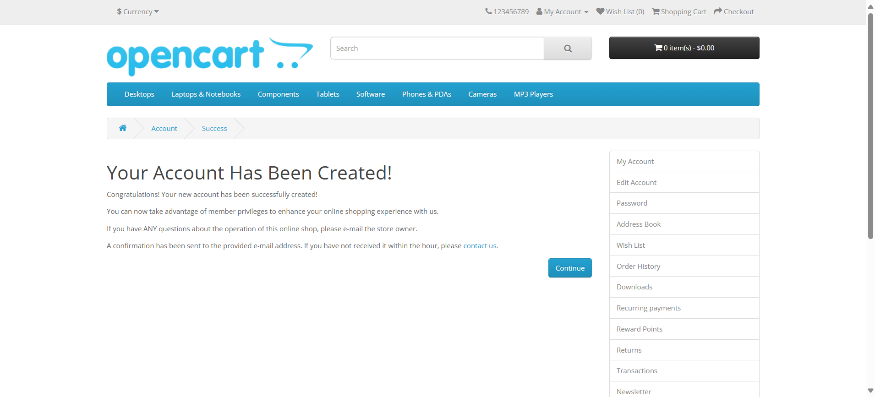 $ Currency
123456789
My Account
Wish List (0)
Shopping Cart
Checkout
opencart
Search
0 item(s) - $0.00
Desktops
Laptops & Notebooks
Components
Tablets
Software
Phones & PDAs
Cameras
MP3 Players
Account
Success
Your Account Has Been Created!
Congratulations! Your new account has been successfully created!
You can now take advantage of member privileges to enhance your online shopping experience with us.
If you have ANY questions about the operation of this online shop, please e-mail the store owner.
A confirmation has been sent to the provided e-mail address. If you have not received it within the hour, please contact us.
Continue
My Account
Edit Account
Password
Address Book
Wish List
Order History
Downloads
Recurring payments
Reward Points
Returns
Transactions
Newsletter